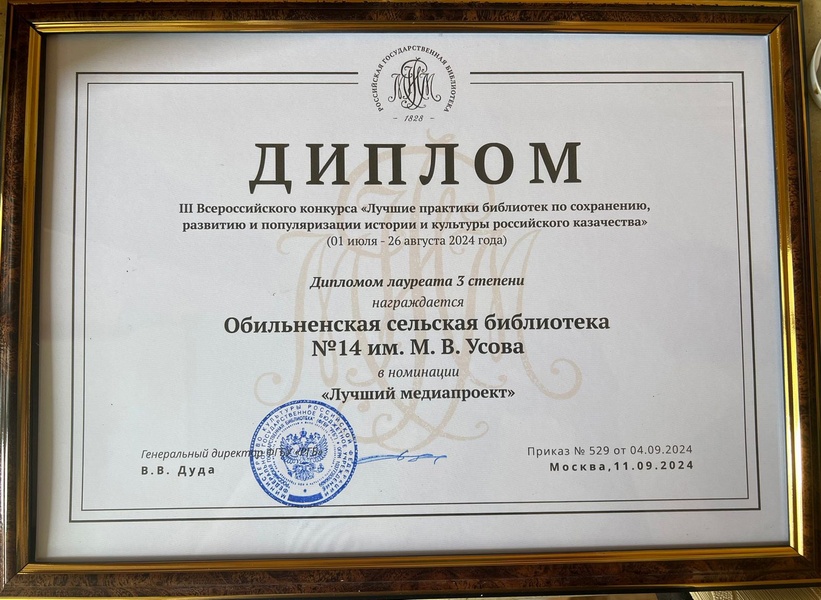 РОССИЙСКАЯ ГОСУДАРСТВЕННАЯ БИБЛИОТЕКА
– 1828 –
ДИПЛОМ
III Всероссийского конкурса «Лучшие практики библиотек по сохранению,
развитию и популяризации истории и культуры российского казачества»
(01 июля - 26 августа 2024 года)
Дипломом лауреата 3 степени
награждается
Обильненская сельская библиотека
№14 им. М. В. Усова
в номинации
«Лучший медиапроект»
Генеральный директор ФГБУ «РГБ»
В.В. Дуда
Приказ № 529 от 04.09.2024
Москва,11.09.2024